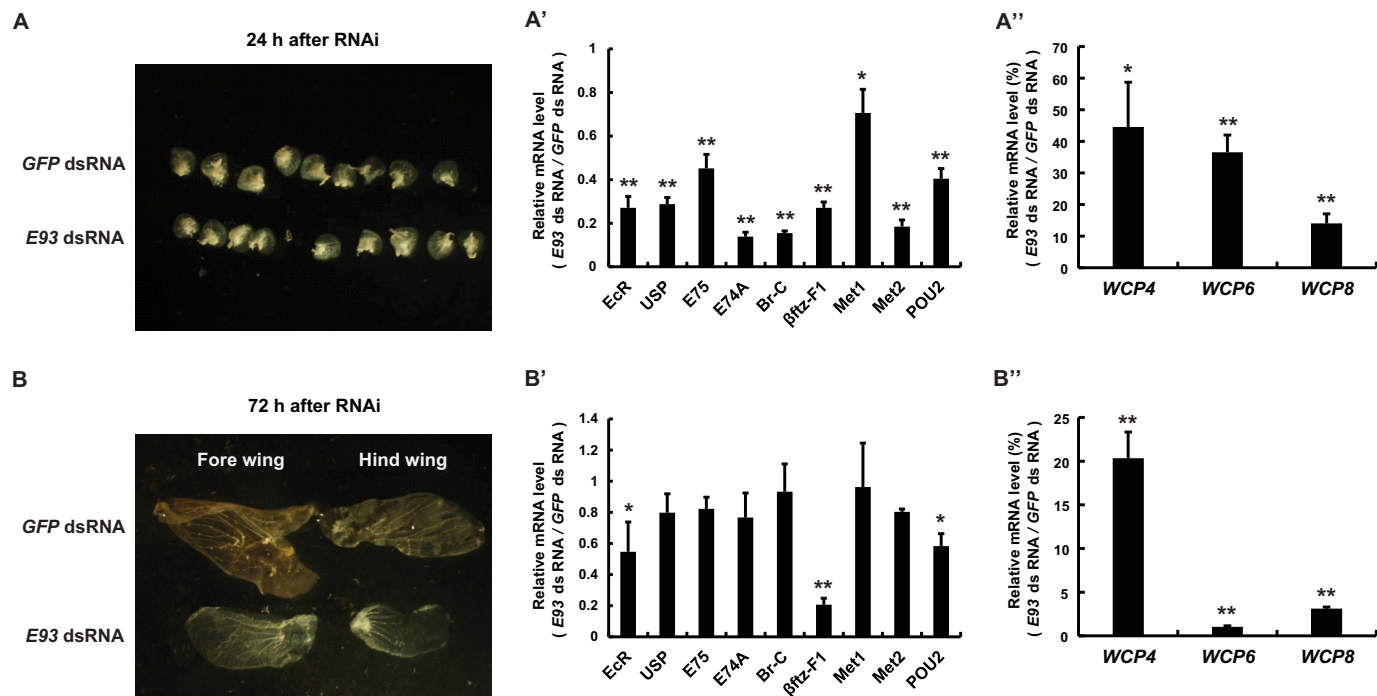 A
24 h after RNAi
GFP dsRNA
E93 dsRNA
A'
Relative mRNA level
( E93 ds RNA / GFP ds RNA )
1
0.8
0.6
0.4
0.2
0
** ** ** ** ** ** * ** **
EcR USP E75 E74A Br-C βftz-F1 Met1 Met2 POU2
A''
Relative mRNA level (%)
( E93 ds RNA / GFP ds RNA )
70
60
50
40
30
20
10
0
* ** **
WCP4 WCP6 WCP8
B
72 h after RNAi
Fore wing Hind wing
GFP dsRNA
E93 dsRNA
B'
Relative mRNA level
( E93 ds RNA / GFP ds RNA )
1.4
1.2
1
0.8
0.6
0.4
0.2
0
* ** *
EcR USP E75 E74A Br-C βftz-F1 Met1 Met2 POU2
B''
Relative mRNA level (%)
( E93 ds RNA / GFP ds RNA )
25
20
15
10
5
0
** ** **
WCP4 WCP6 WCP8